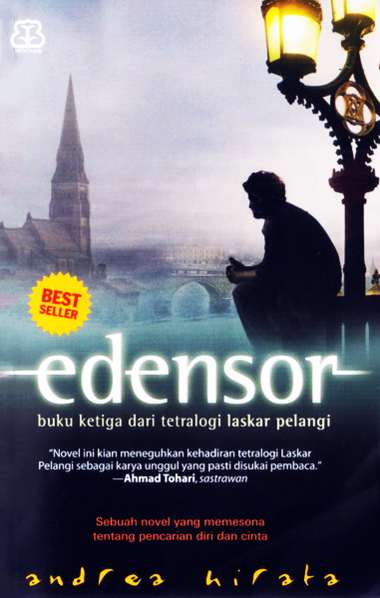 BEST
SELLER
edensor
buku ketiga dari tetralogi laskar pelangi
“Novel ini kian meneguhkan kehadiran tetralogi Laskar
Pelangi sebagai karya unggul yang pasti disukai pembaca.”
—Ahmad Tohari, sastrawan
Sebuah novel yang memesona
tentang pencarian diri dan cinta
andrea hirata